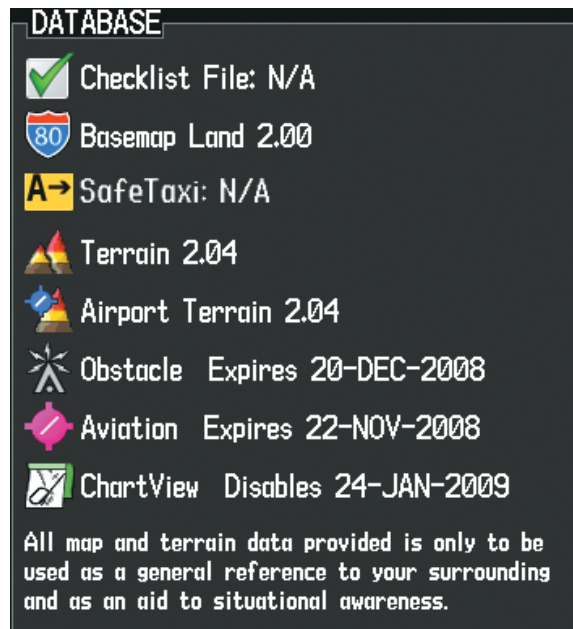 DATABASE
Checklist File: N/A
80 Basemap Land 2.00
A→ SafeTaxi: N/A
Terrain 2.04
Airport Terrain 2.04
Obstacle Expires 20-DEC-2008
Aviation Expires 22-NOV-2008
ChartView Disables 24-JAN-2009
All map and terrain data provided is only to be
used as a general reference to your surrounding
and as an aid to situational awareness.